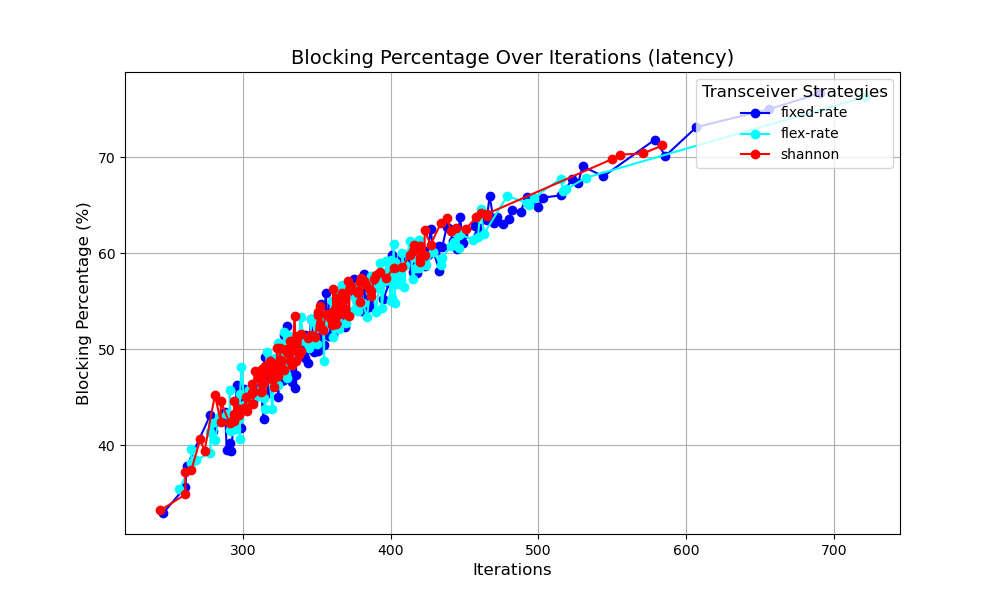 Blocking Percentage Over Iterations (latency)
Transceiver Strategies
fixed-rate
flex-rate
shannon
Blocking Percentage (%)
70
60
50
40
300 400 500 600 700
Iterations